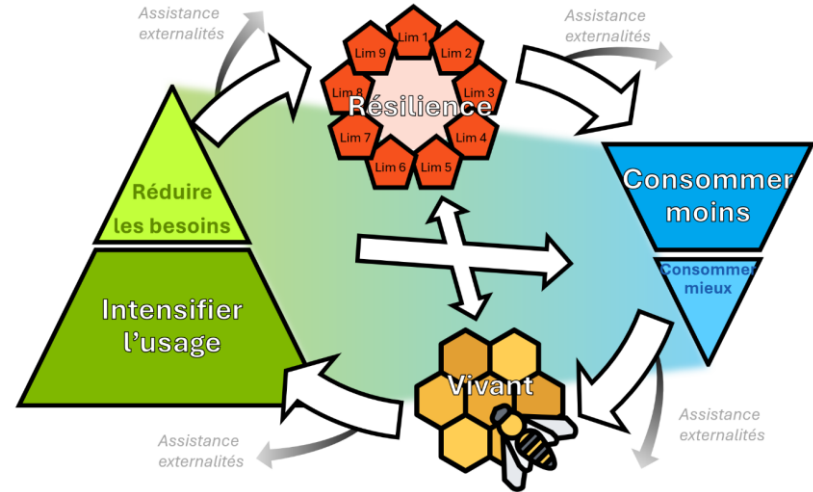 Assistance
externalités
Assistance
externalités
Lim 1
Lim 9
Lim 2
Lim 8
Lim 3
Résilience
Lim 7
Lim 4
Lim 6
Lim 5
Réduire
les besoins
Consommer
moins
Consommer
mieux
Intensifier
l’usage
Vivant
Assistance
externalités
Assistance
externalités